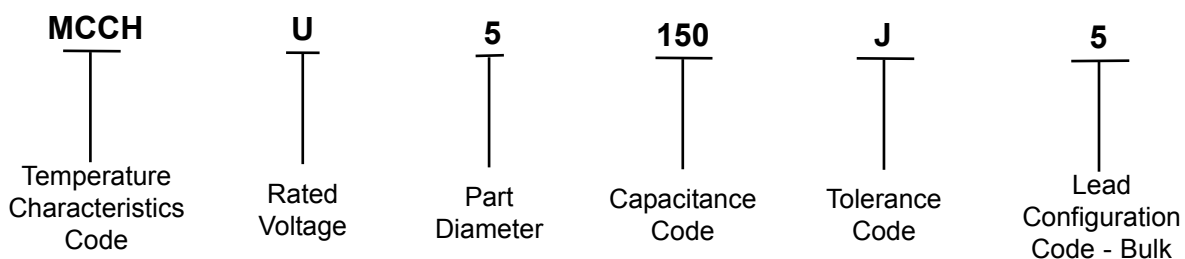 MCCH U 5 150 J 5
Temperature
Characteristics
Code
Rated
Voltage
Part
Diameter
Capacitance
Code
Tolerance
Code
Lead
Configuration
Code - Bulk